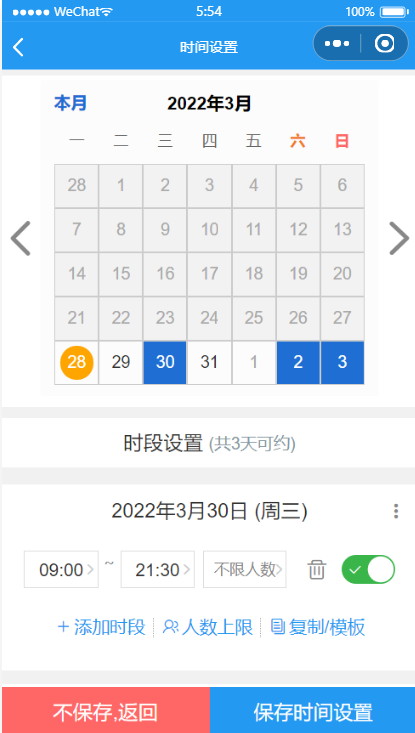 WeChat 5:54 100%
时间设置
本月 2022年3月
一 二 三 四 五 六 日
28 1 2 3 4 5 6
7 8 9 10 11 12 13
14 15 16 17 18 19 20
21 22 23 24 25 26 27
28 29 30 31 1 2 3
时段设置 (共3天可约)
2022年3月30日 (周三)
09:00 ~ 21:30 不限人数
+ 添加时段 人数上限 复制/模板
不保存,返回 保存时间设置